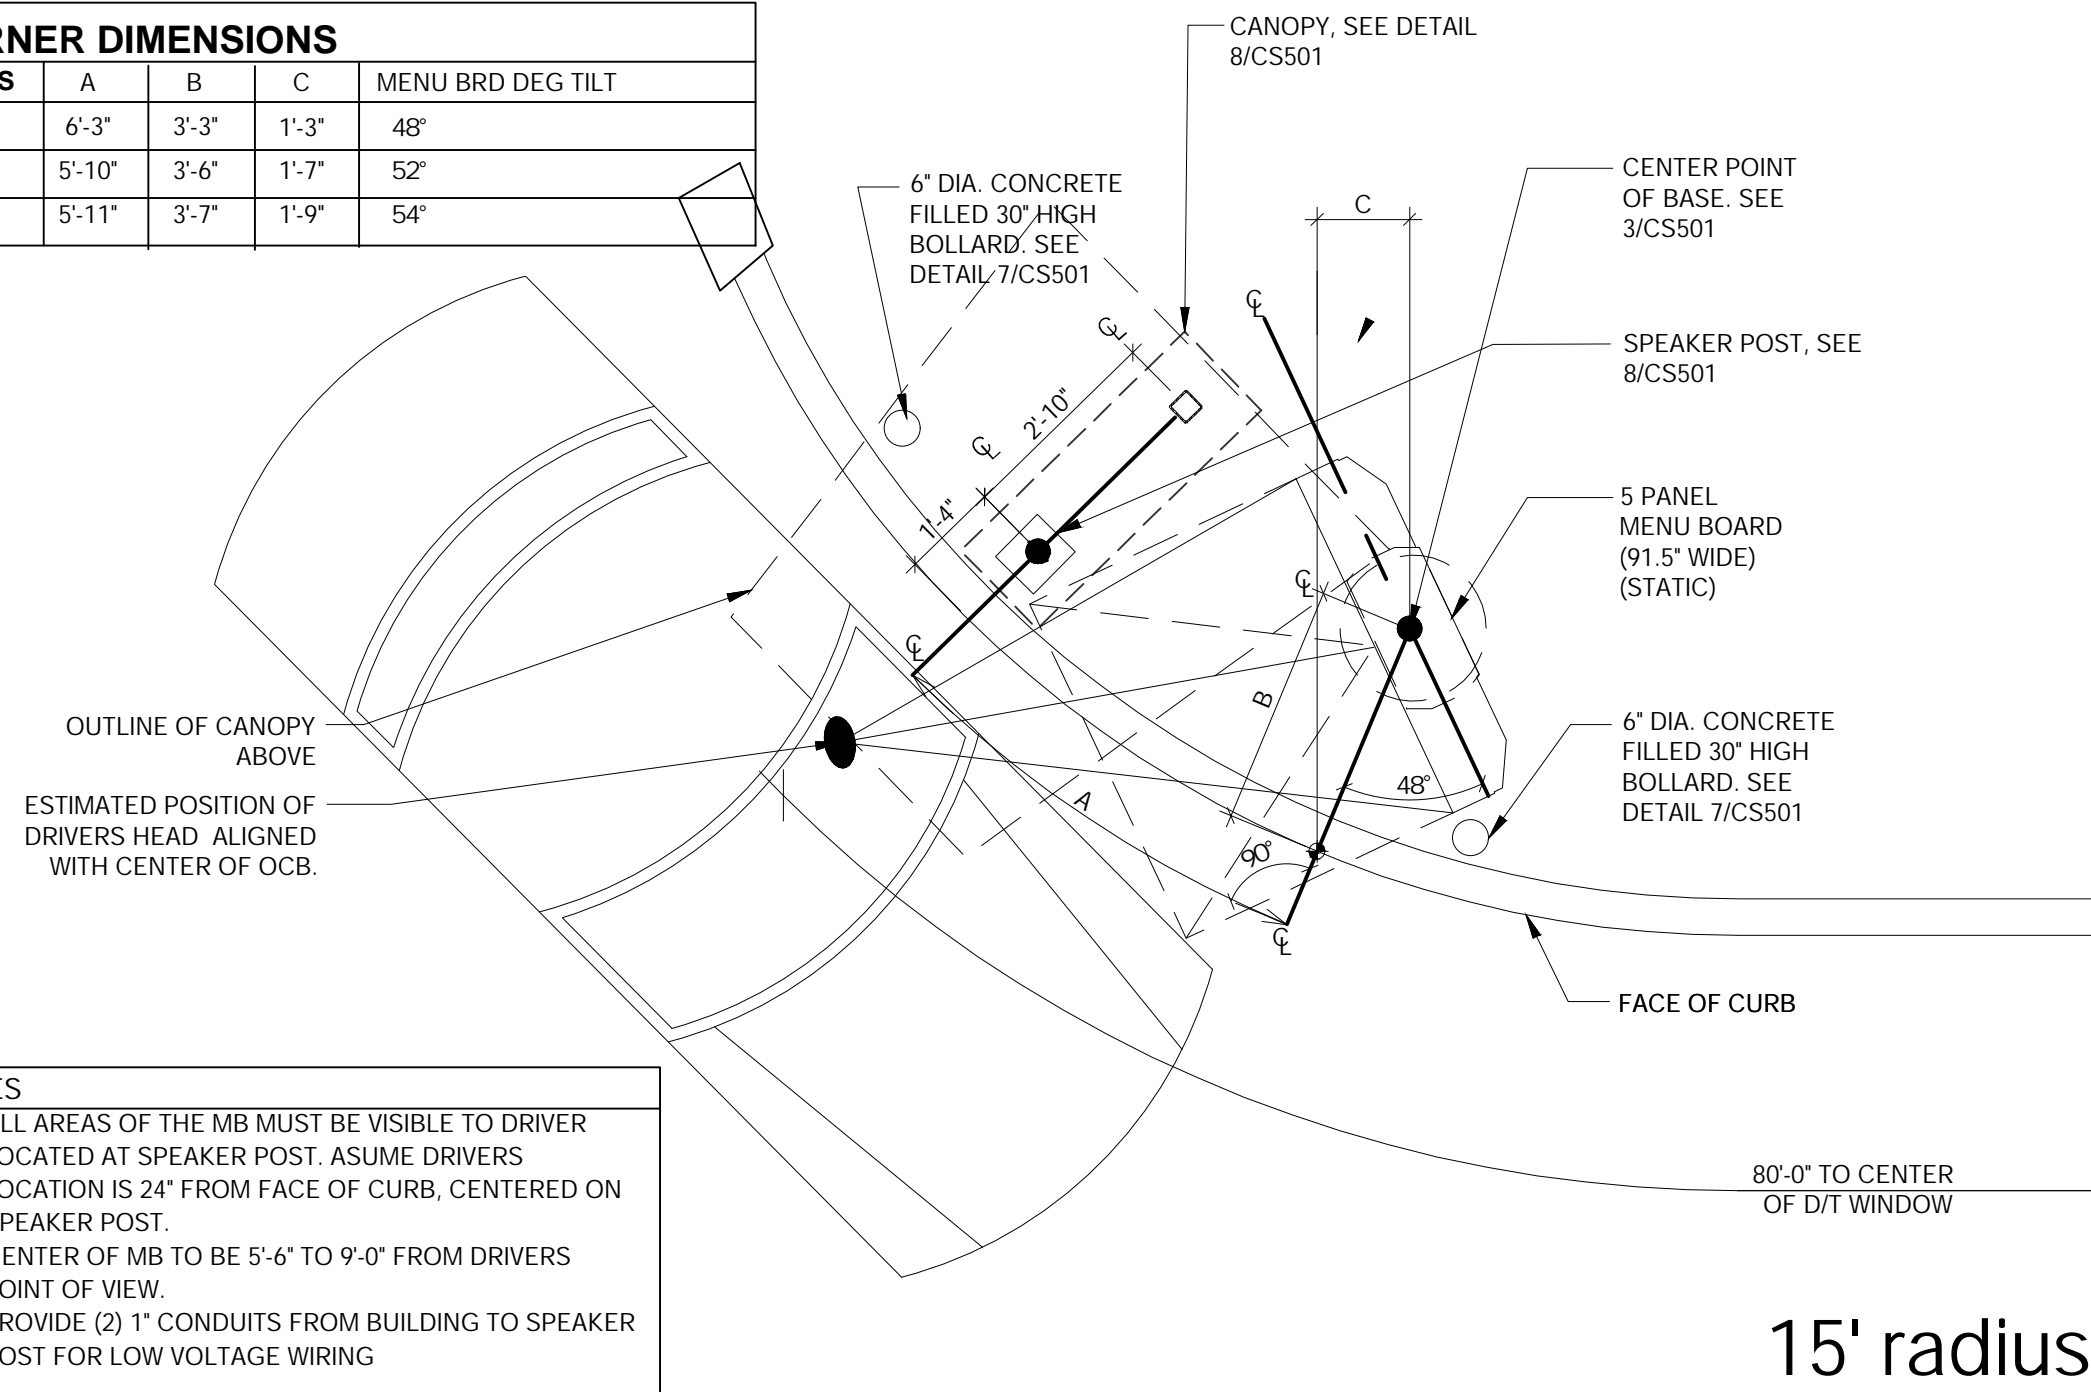 RNER DIMENSIONS
S A B C MENU BRD DEG TILT
6'-3" 3'-3" 1'-3" 48°
5'-10" 3'-6" 1'-7" 52°
5'-11" 3'-7" 1'-9" 54°
CANOPY, SEE DETAIL
8/CS501
6" DIA. CONCRETE
FILLED 30" HIGH
BOLLARD. SEE
DETAIL 7/CS501
C
CENTER POINT
OF BASE. SEE
3/CS501
SPEAKER POST, SEE
8/CS501
5 PANEL
MENU BOARD
(91.5" WIDE)
(STATIC)
℄
℄
℄
℄
℄
℄
2'-10"
1'-4"
B
A
48°
90°
OUTLINE OF CANOPY
ABOVE
ESTIMATED POSITION OF
DRIVERS HEAD ALIGNED
WITH CENTER OF OCB.
6" DIA. CONCRETE
FILLED 30" HIGH
BOLLARD. SEE
DETAIL 7/CS501
FACE OF CURB
ES
LL AREAS OF THE MB MUST BE VISIBLE TO DRIVER
OCATED AT SPEAKER POST. ASUME DRIVERS
OCATION IS 24" FROM FACE OF CURB, CENTERED ON
PEAKER POST.
ENTER OF MB TO BE 5'-6" TO 9'-0" FROM DRIVERS
OINT OF VIEW.
ROVIDE (2) 1" CONDUITS FROM BUILDING TO SPEAKER
OST FOR LOW VOLTAGE WIRING
80'-0" TO CENTER
OF D/T WINDOW
15' radius